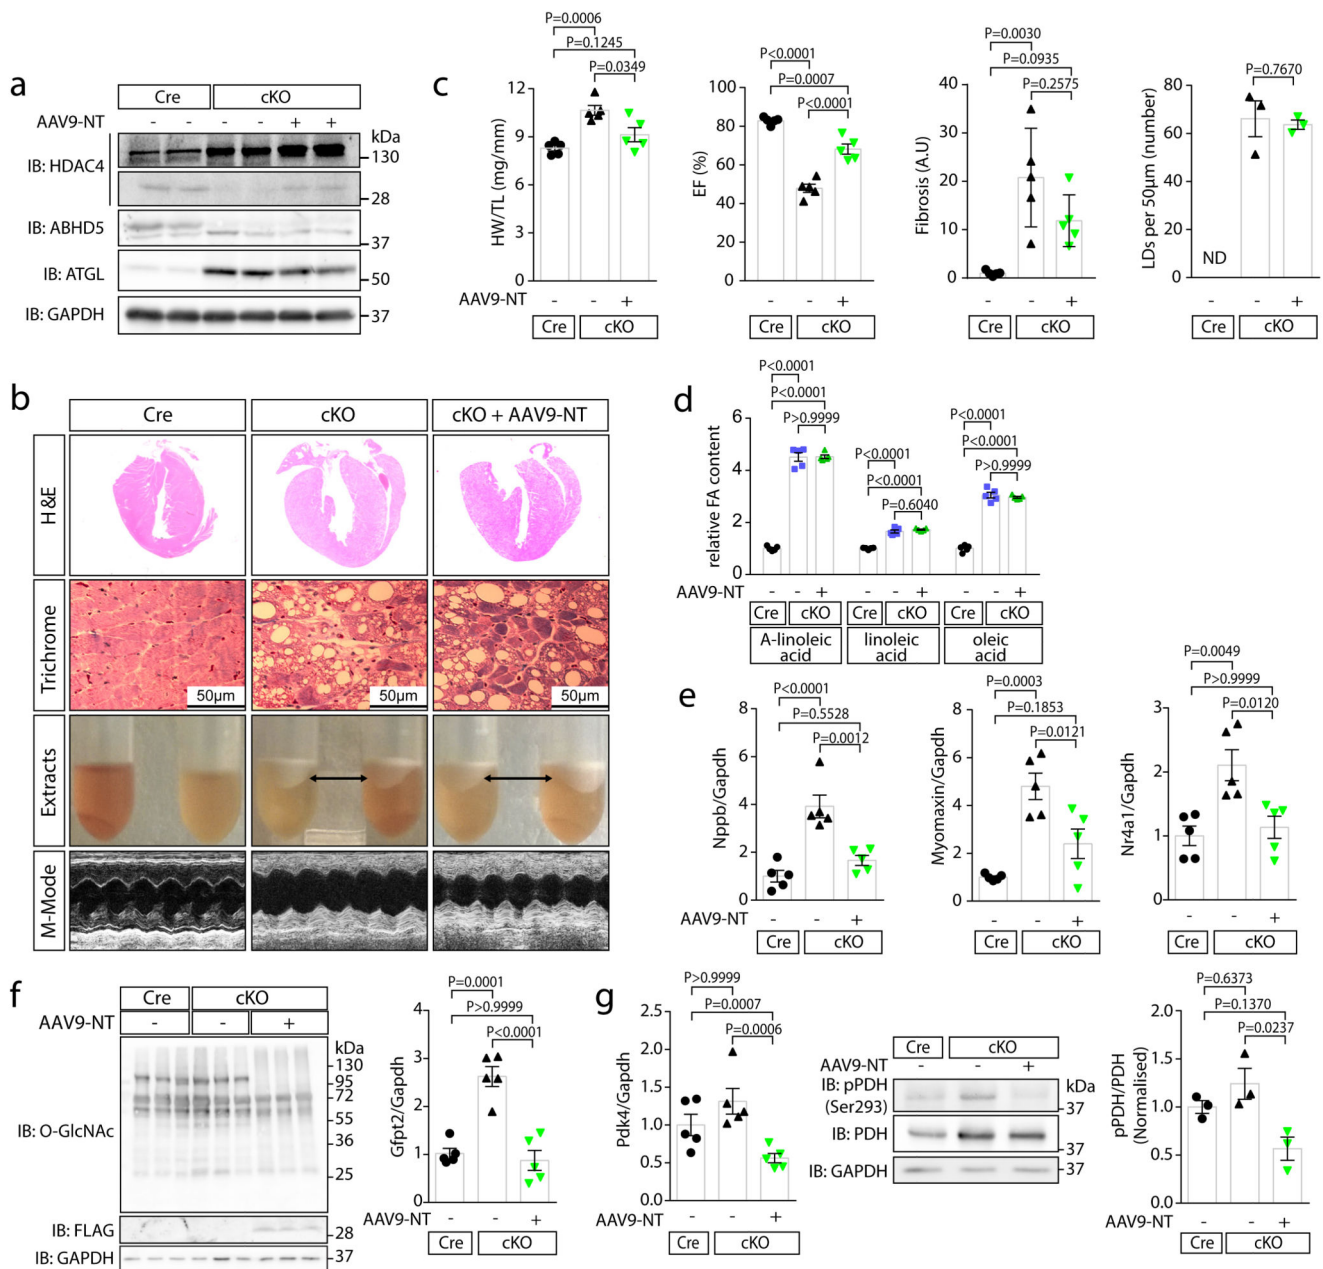 a
Cre cKO
AAV9-NT - - - - + +
kDa
IB: HDAC4
130
28
IB: ABHD5
37
IB: ATGL
50
IB: GAPDH
37
c
P=0.0006
P=0.1245
P=0.0349
HW/TL (mg/mm)
12
9
6
3
0
AAV9-NT - - +
Cre cKO
P<0.0001
P=0.0007
P<0.0001
EF (%)
100
80
60
40
20
0
- - +
Cre cKO
P=0.0030
P=0.0935
P=0.2575
Fibrosis (A.U)
40
30
20
10
0
- - +
Cre cKO
P=0.7670
LDs per 50µm (number)
80
60
40
20
0
ND
- - +
Cre cKO
b
Cre cKO cKO + AAV9-NT
H&E
Trichrome
50µm 50µm 50µm
Extracts
M-Mode
d
P<0.0001
P<0.0001
P>0.9999
P<0.0001
P<0.0001
P=0.6040
P<0.0001
P<0.0001
P>0.9999
relative FA content
6
4
2
0
AAV9-NT - - + - - + - - +
Cre cKO Cre cKO Cre cKO
A-linoleic acid
linoleic acid
oleic acid
e
P<0.0001
P=0.5528
P=0.0012
Nppb/Gapdh
8
6
4
2
0
AAV9-NT - - +
Cre cKO
P=0.0003
P=0.1853
P=0.0121
Myomaxin/Gapdh
8
6
4
2
0
- - +
Cre cKO
P=0.0049
P>0.9999
P=0.0120
Nr4a1/Gapdh
3
2
1
0
- - +
Cre cKO
f
Cre cKO
AAV9-NT - - +
kDa
130
95
72
55
36
25
IB: O-GlcNAc
IB: FLAG
28
IB: GAPDH
37
P=0.0001
P>0.9999
P<0.0001
Gfpt2/Gapdh
4
3
2
1
0
AAV9-NT - - +
Cre cKO
g
P>0.9999
P=0.0007
P=0.0006
Pdk4/Gapdh
2.5
2.0
1.5
1.0
0.5
0.0
AAV9-NT - - +
Cre cKO
Cre cKO
AAV9-NT - - +
IB: pPDH
(Ser293)
kDa
37
IB: PDH
37
IB: GAPDH
37
P=0.6373
P=0.1370
P=0.0237
pPDH/PDH
(Normalised)
2.0
1.5
1.0
0.5
0.0
AAV9-NT - - +
Cre cKO